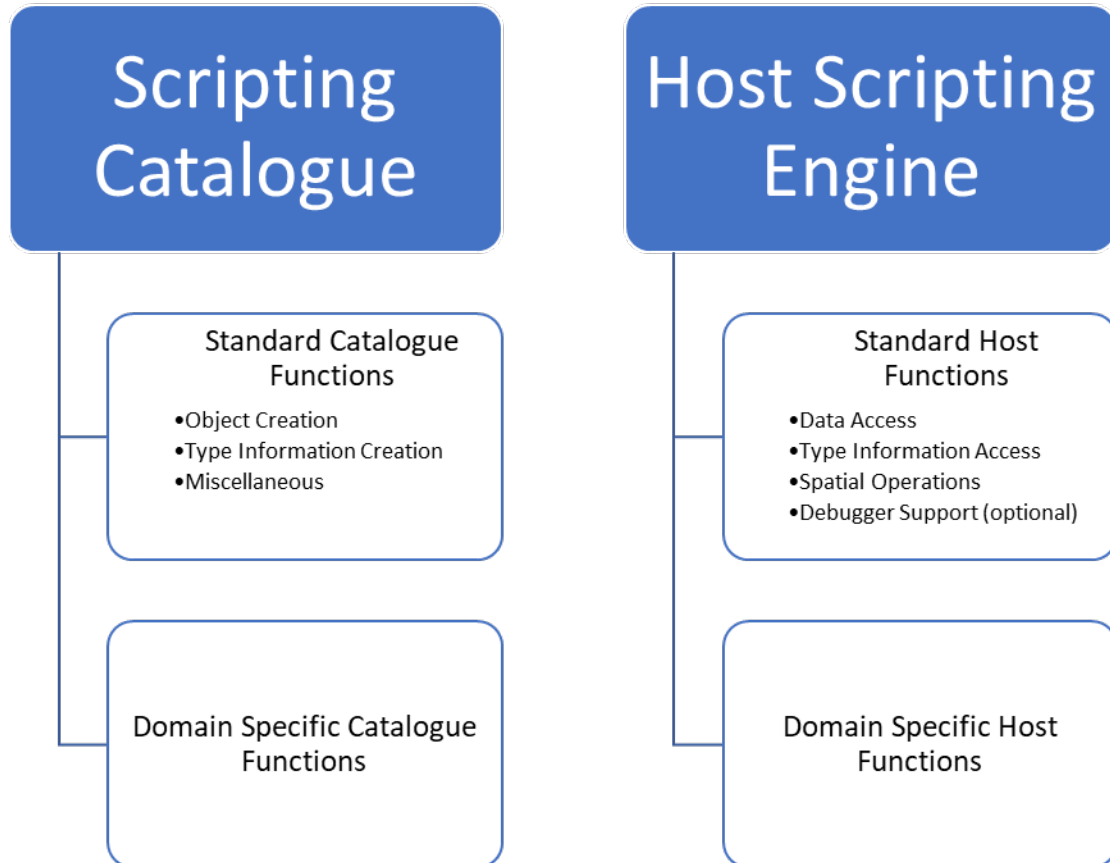 Scripting
Catalogue
Standard Catalogue
Functions
•Object Creation
•Type Information Creation
•Miscellaneous
Domain Specific Catalogue
Functions
Host Scripting
Engine
Standard Host
Functions
•Data Access
•Type Information Access
•Spatial Operations
•Debugger Support (optional)
Domain Specific Host
Functions